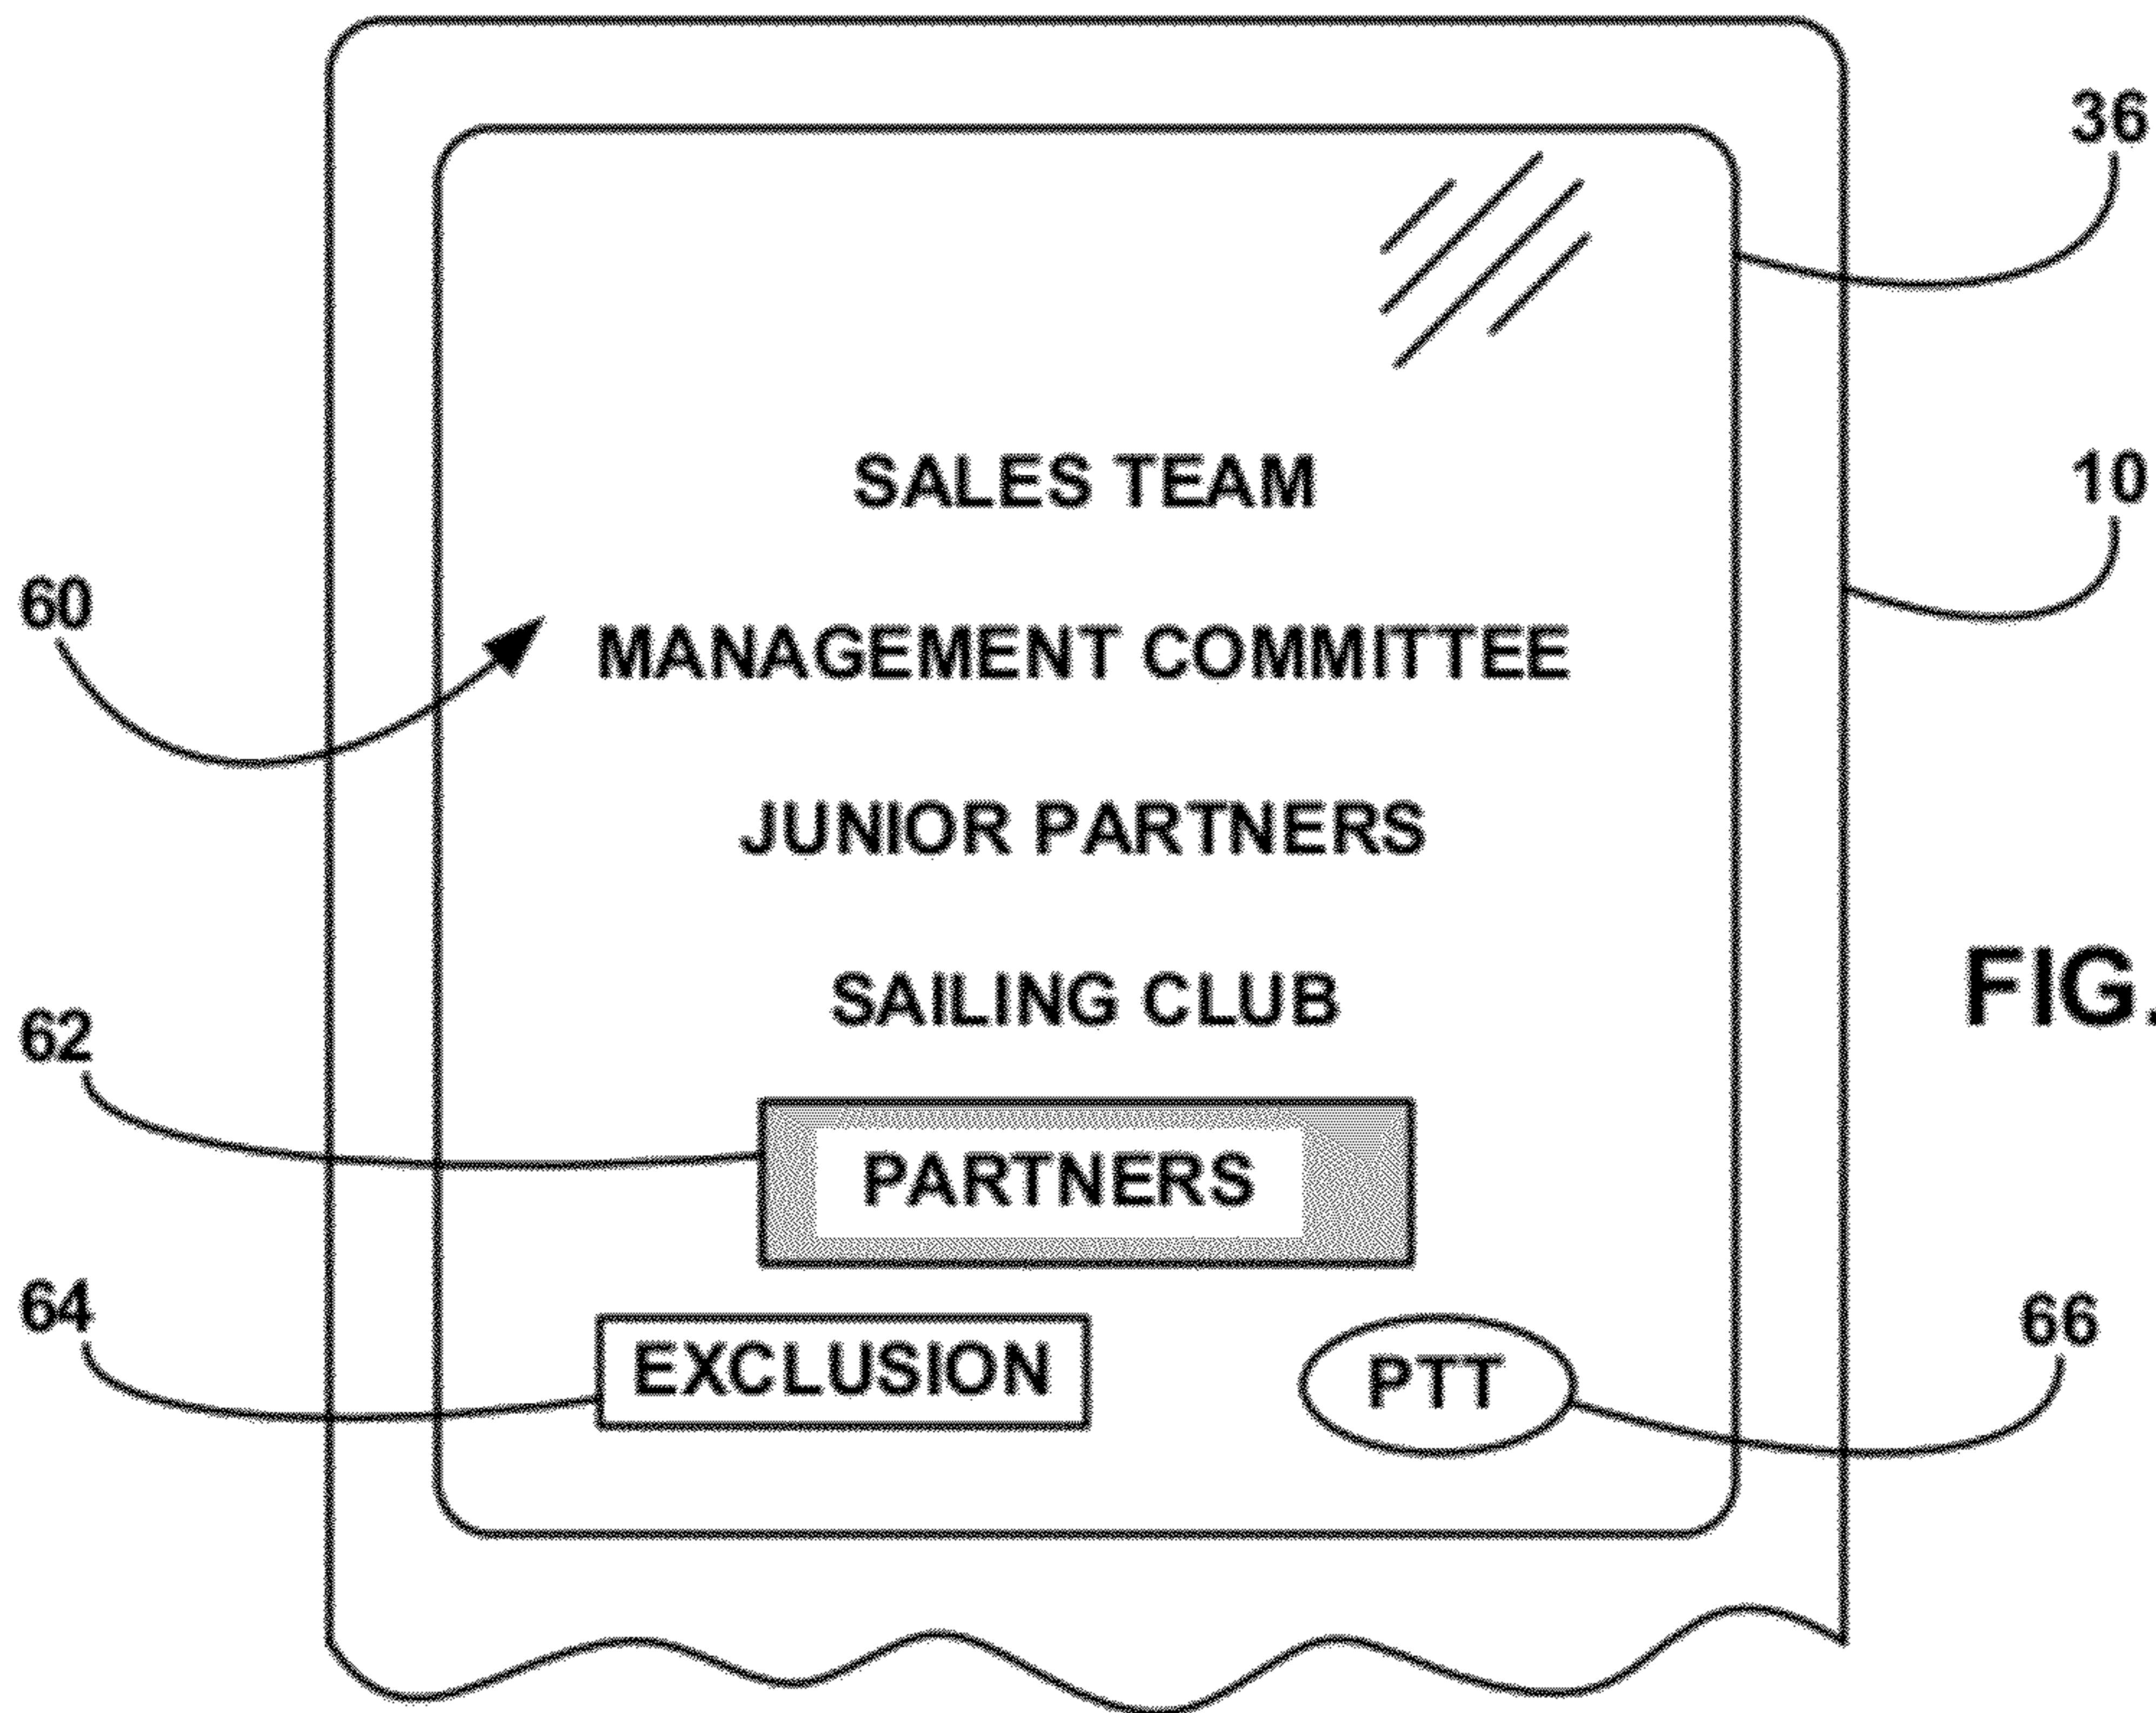 36
SALES TEAM
10
60
MANAGEMENT COMMITTEE
JUNIOR PARTNERS
SAILING CLUB
FIG.
62
PARTNERS
64
EXCLUSION
PTT
66